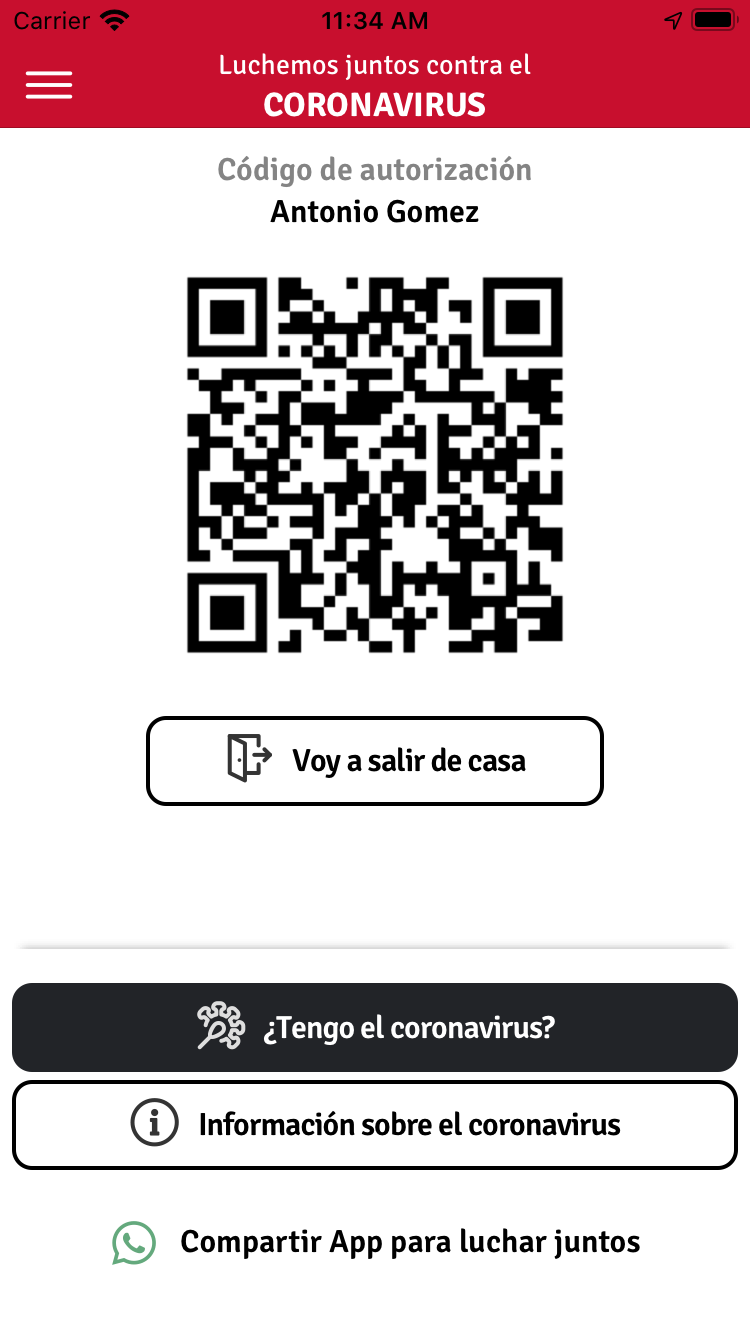 Carrier 11:34 AM
Luchemos juntos contra el
CORONAVIRUS
Código de autorización
Antonio Gomez
Voy a salir de casa
¿Tengo el coronavirus?
Información sobre el coronavirus
Compartir App para luchar juntos